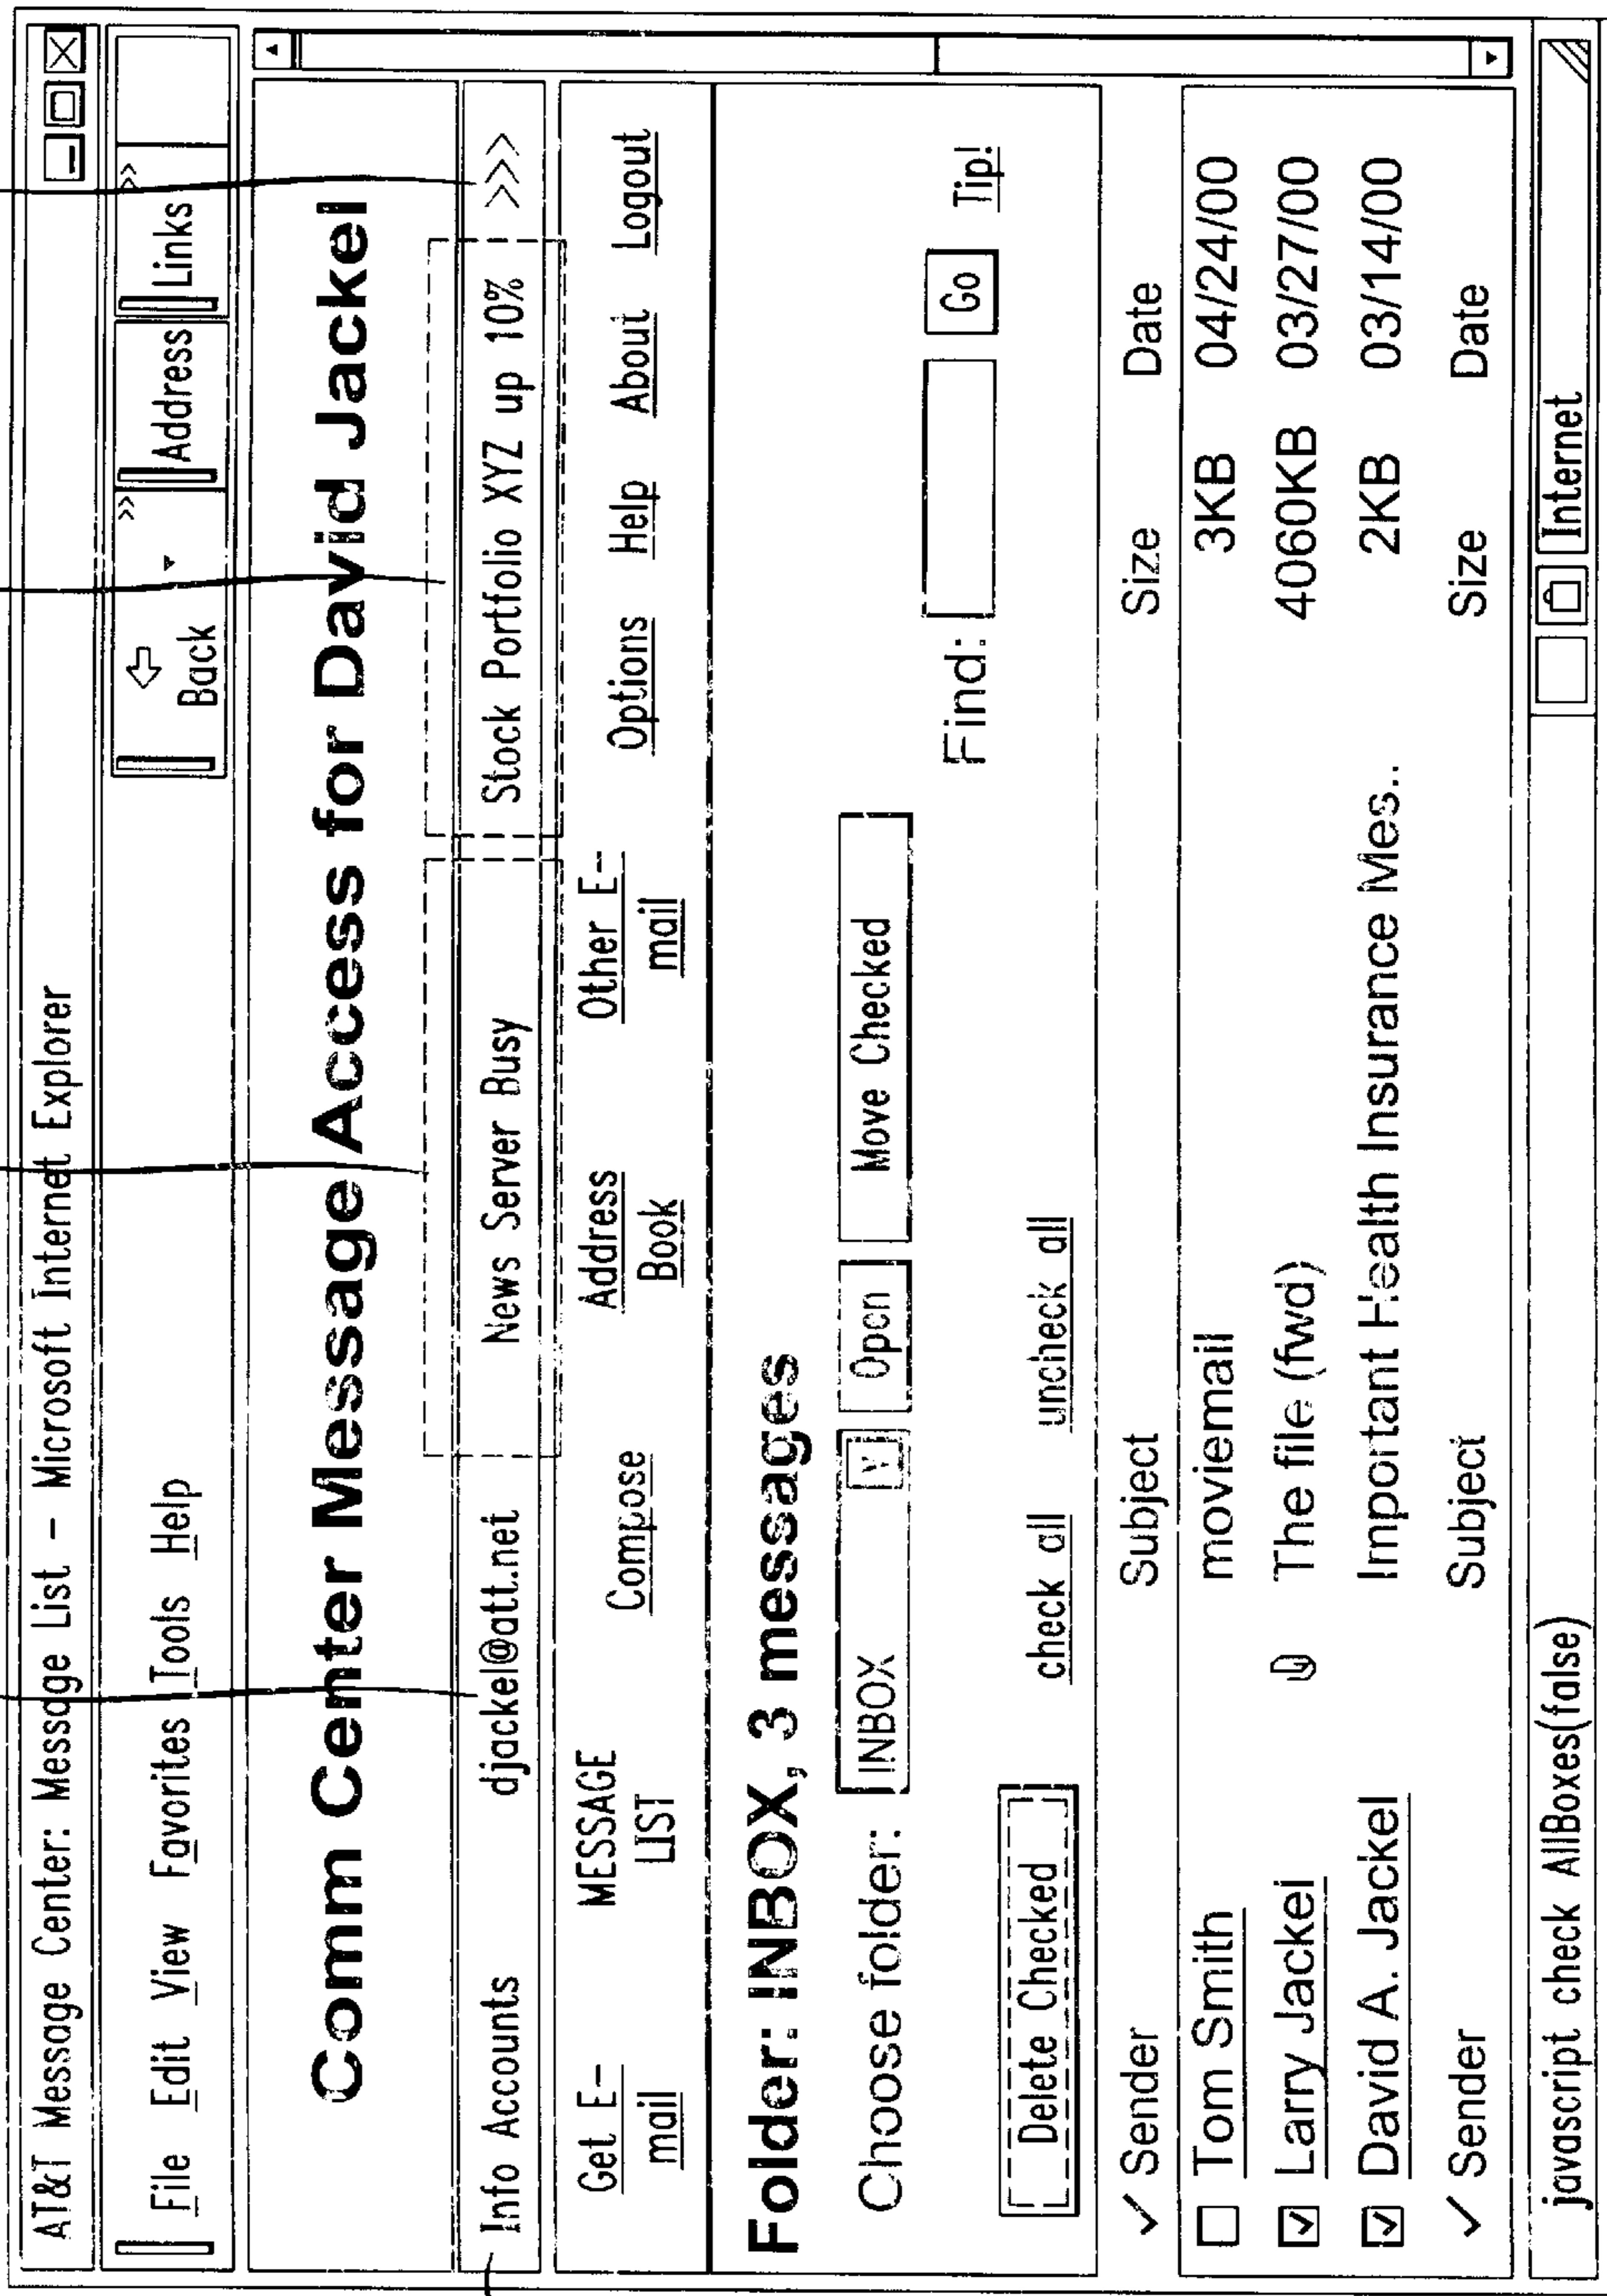 AT&T Message Center: Message List – Microsoft Internet Explorer
File Edit View Favorites Tools Help Back Address Links
Comm Center Message Access for David Jackel
Info Accounts djackel@att.net News Server Busy Stock Portfolio XYZ up 10% >>>
Get E- MESSAGE Compose Address Other E- Options Help About Logout
mail LIST Book mail
Folder: INBOX, 3 messages
Choose folder: INBOX Open Move Checked
Find: Go Tip!
Delete Checked check all uncheck all
✓ Sender Subject Size Date
Tom Smith moviemail 3KB 04/24/00
Larry Jackel The file (fwd) 4060KB 03/27/00
David A. Jackel Important Health Insurance Mes.. 2KB 03/14/00
✓ Sender Subject Size Date
javascript check AllBoxes(false) Internet